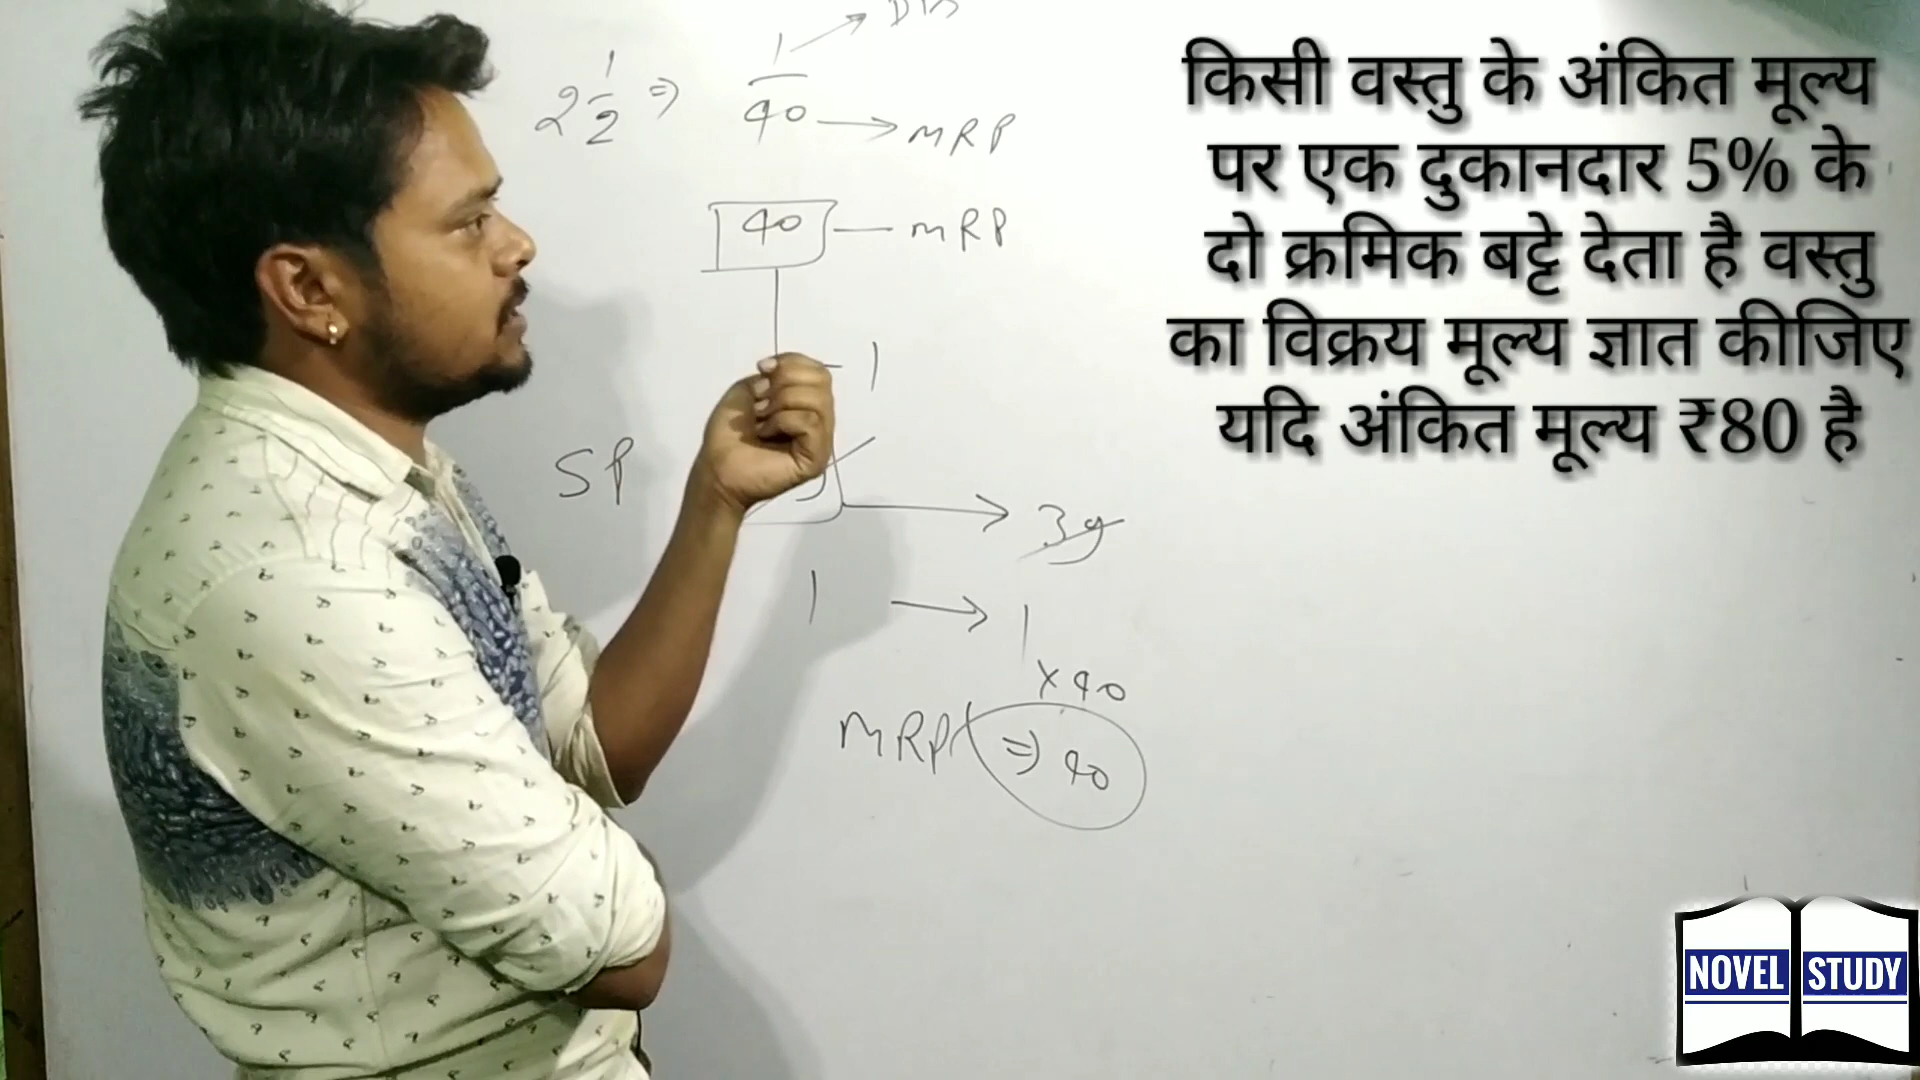 किसी वस्तु के अंकित मूल्य
पर एक दुकानदार 5% के
दो क्रमिक बट्टे देता है वस्तु
का विक्रय मूल्य ज्ञात कीजिए
यदि अंकित मूल्य ₹80 है
2 1/2 ⇒ 1/40 → MRP
40 — MRP
1
SP → 39
1 → 1
×40
MRP ⇒ 40
NOVEL STUDY